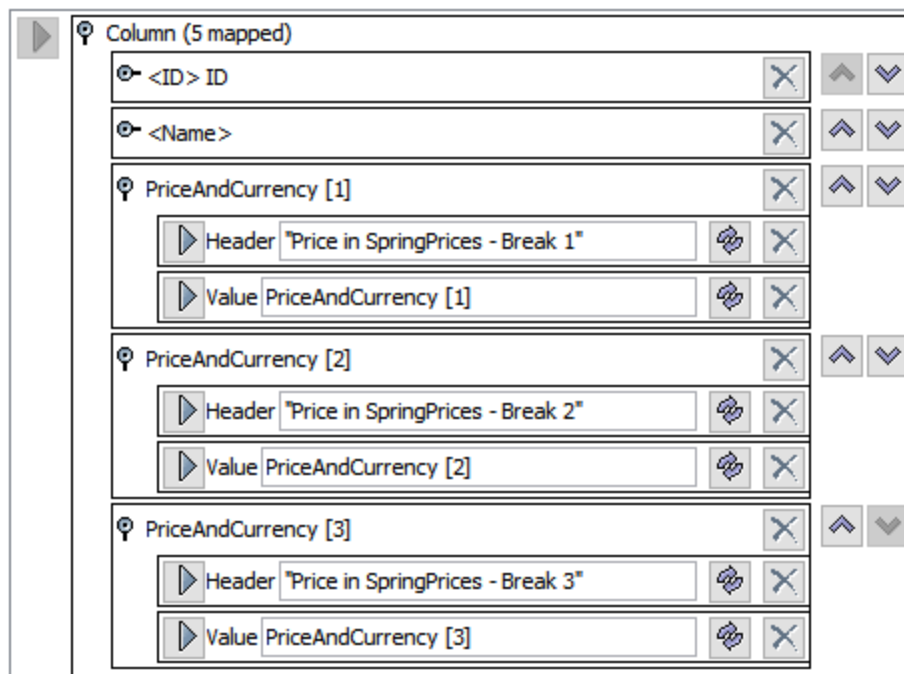 Column (5 mapped)
<ID> ID
<Name>
PriceAndCurrency [1]
Header "Price in SpringPrices - Break 1"
Value PriceAndCurrency [1]
PriceAndCurrency [2]
Header "Price in SpringPrices - Break 2"
Value PriceAndCurrency [2]
PriceAndCurrency [3]
Header "Price in SpringPrices - Break 3"
Value PriceAndCurrency [3]